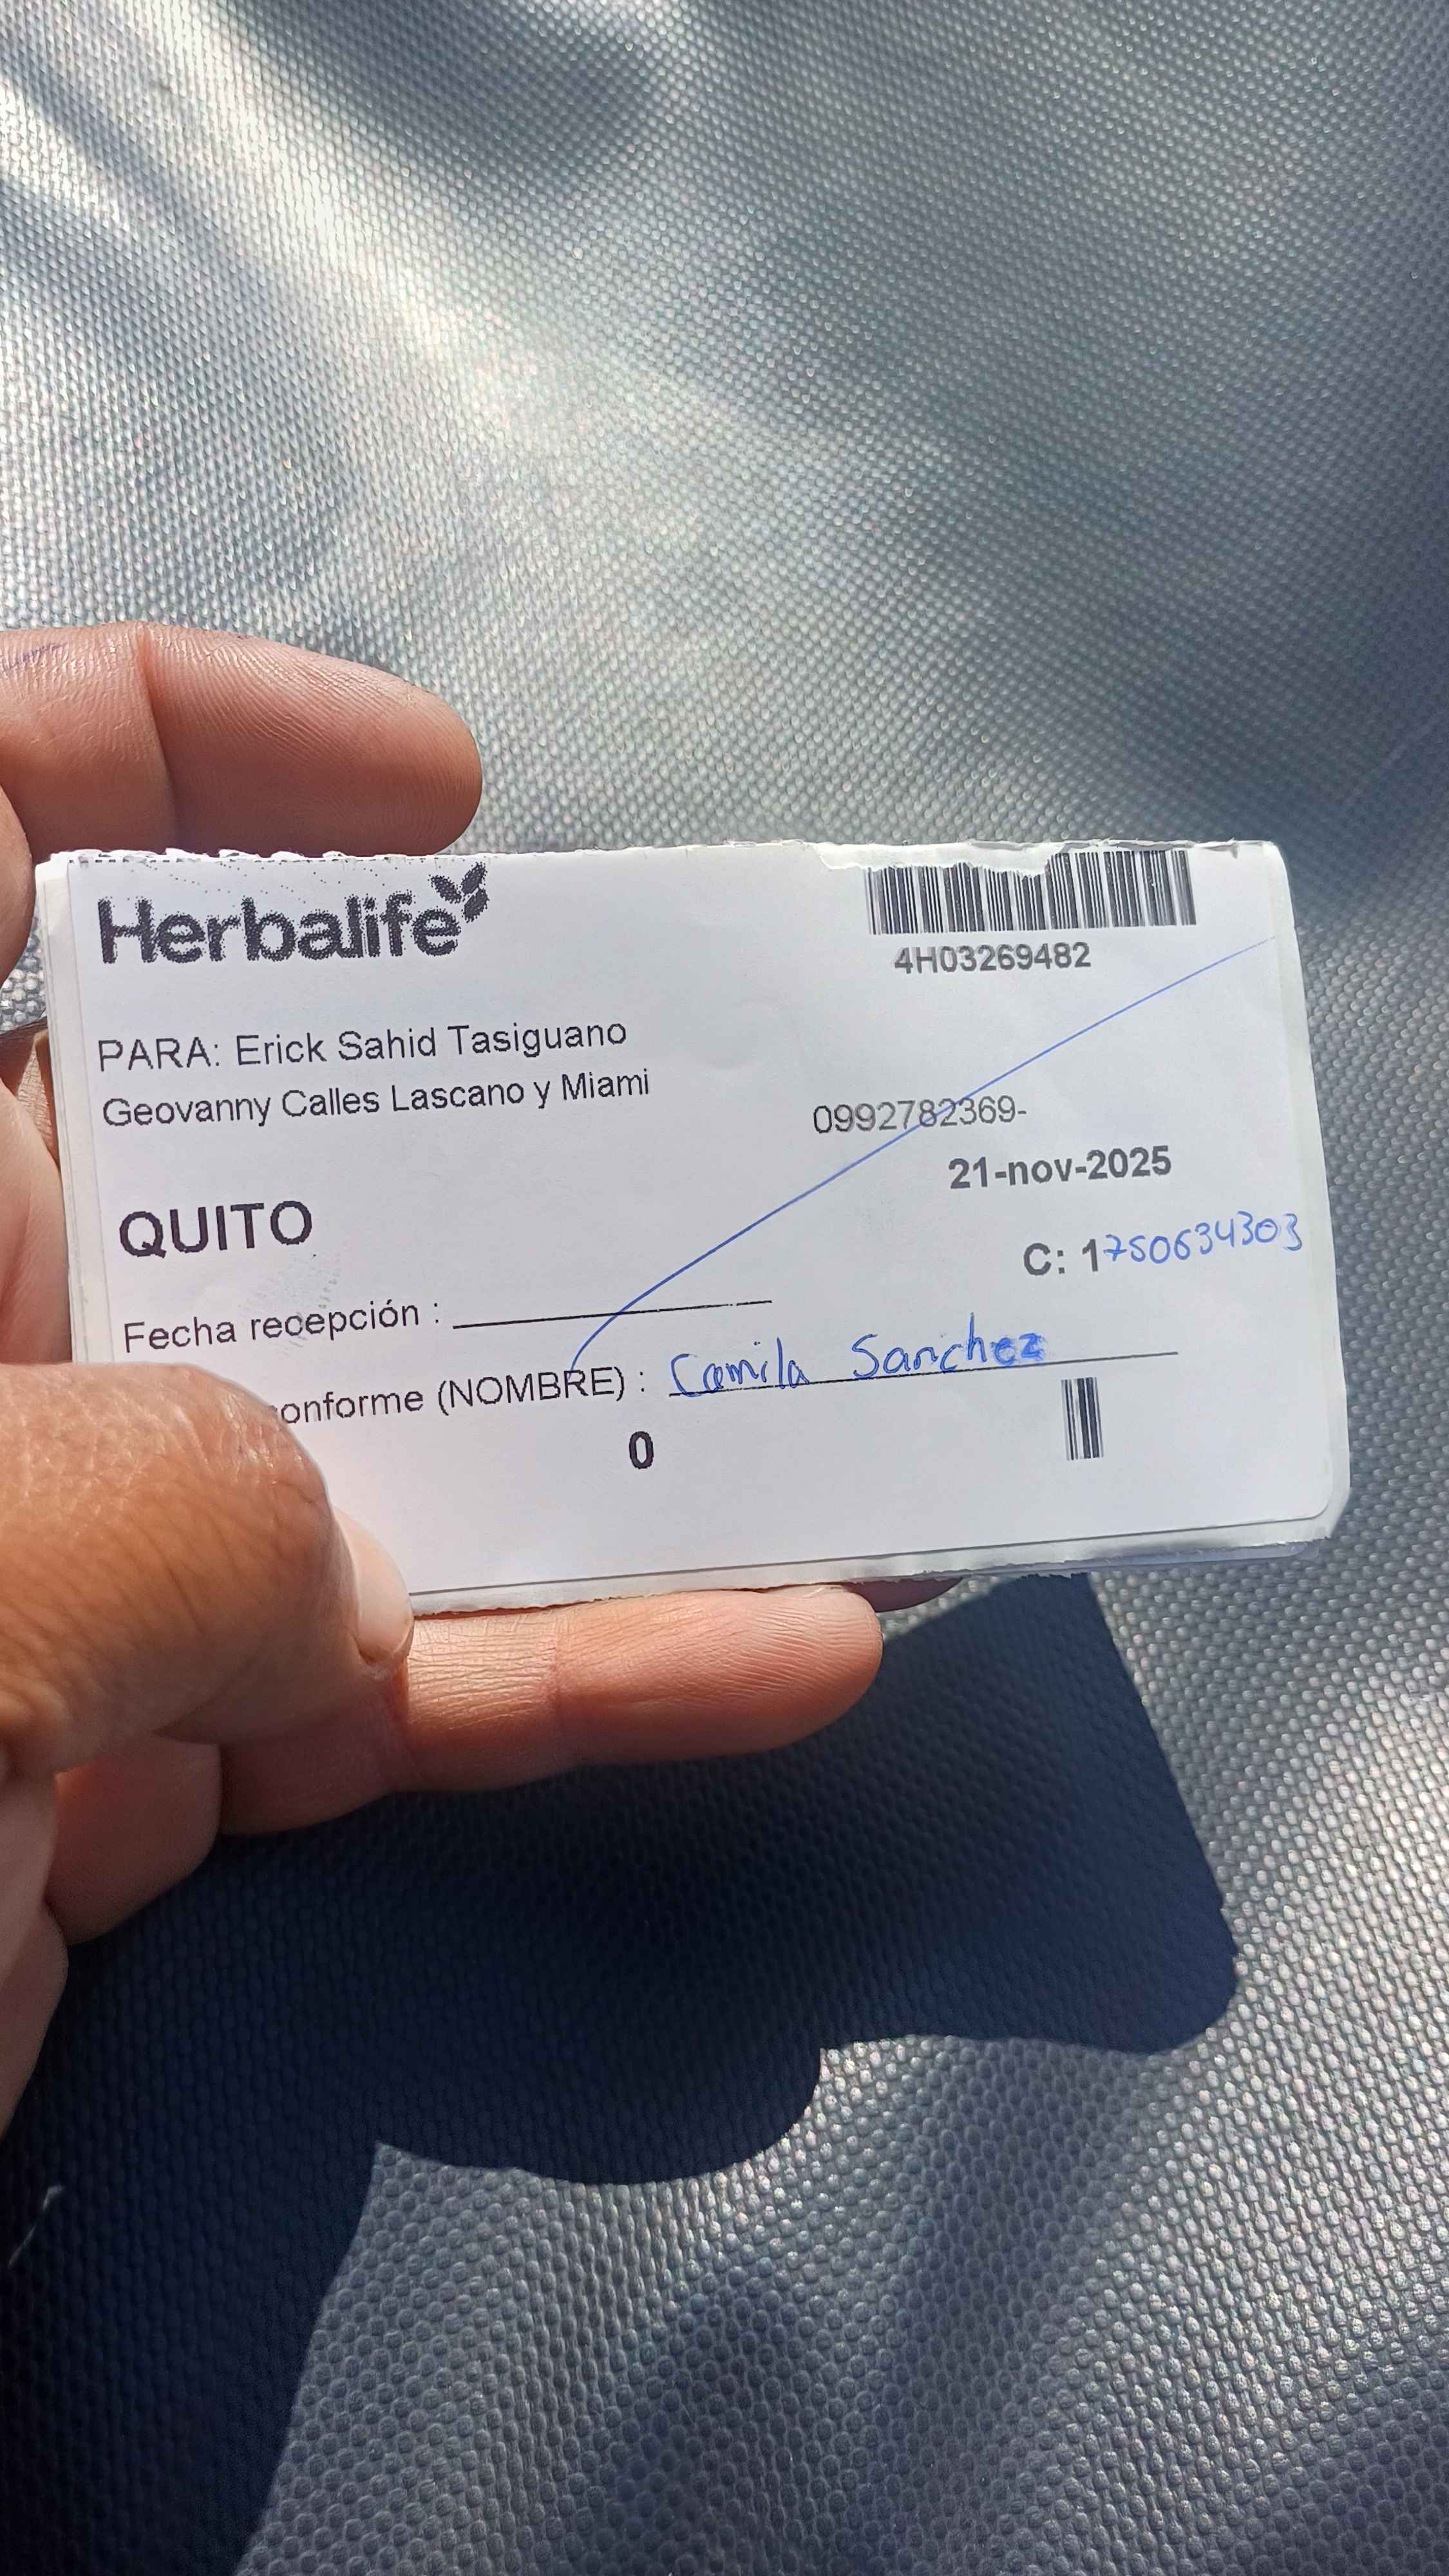 Herbalife
4H03269482
PARA: Erick Sahid Tasiguano
Geovanny Calles Lascano y Miami
0992782369-
21-nov-2025
QUITO
C: 1750634303
Fecha recepción :
onforme (NOMBRE) : Camila Sanchez
0